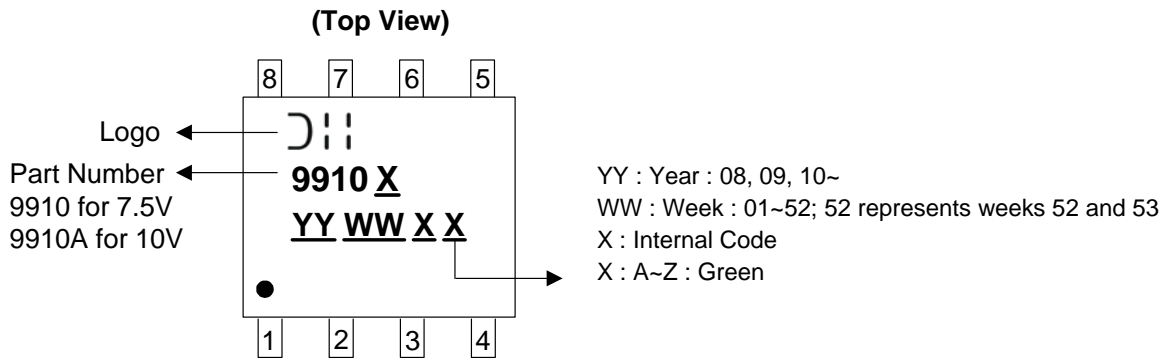 (Top View)
8 7 6 5
Logo
Part Number
9910 for 7.5V
9910A for 10V
9910 X
YY WW X X
YY : Year : 08, 09, 10~
WW : Week : 01~52; 52 represents weeks 52 and 53
X : Internal Code
X : A~Z : Green
1 2 3 4